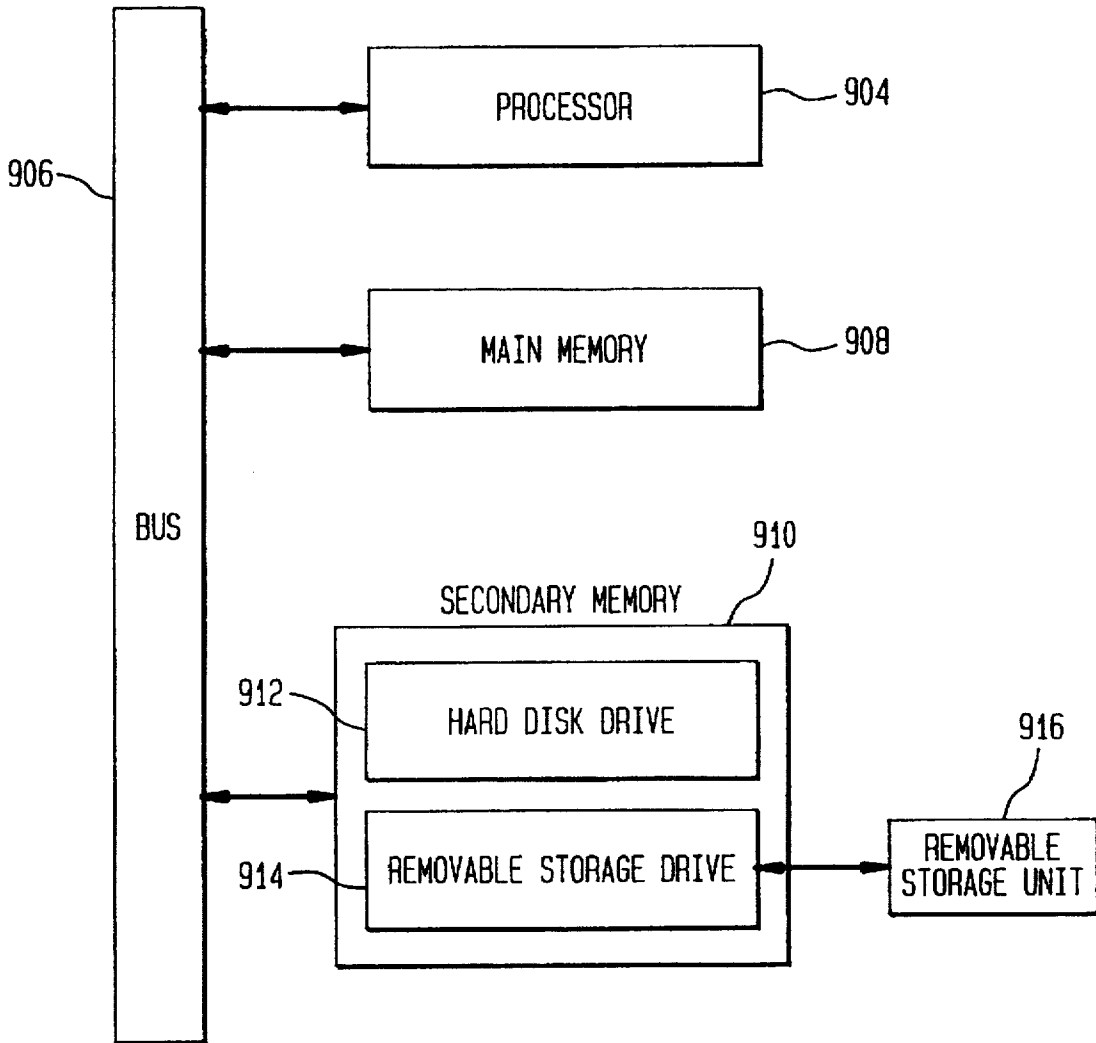 PROCESSOR
904
906
MAIN MEMORY
908
BUS
910
SECONDARY MEMORY
912
HARD DISK DRIVE
916
914
REMOVABLE STORAGE DRIVE
REMOVABLE
STORAGE UNIT